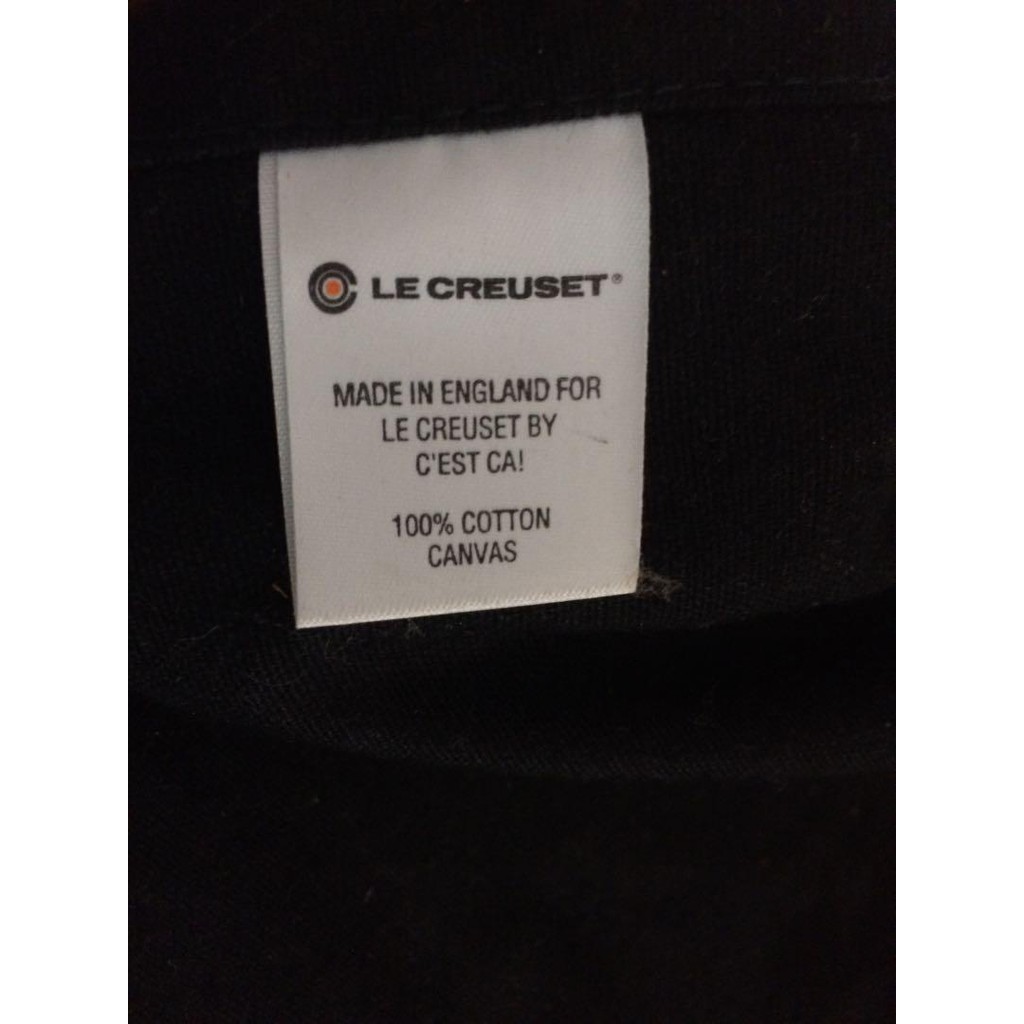 LE CREUSET®
MADE IN ENGLAND FOR
LE CREUSET BY
C'EST CA!
100% COTTON
CANVAS